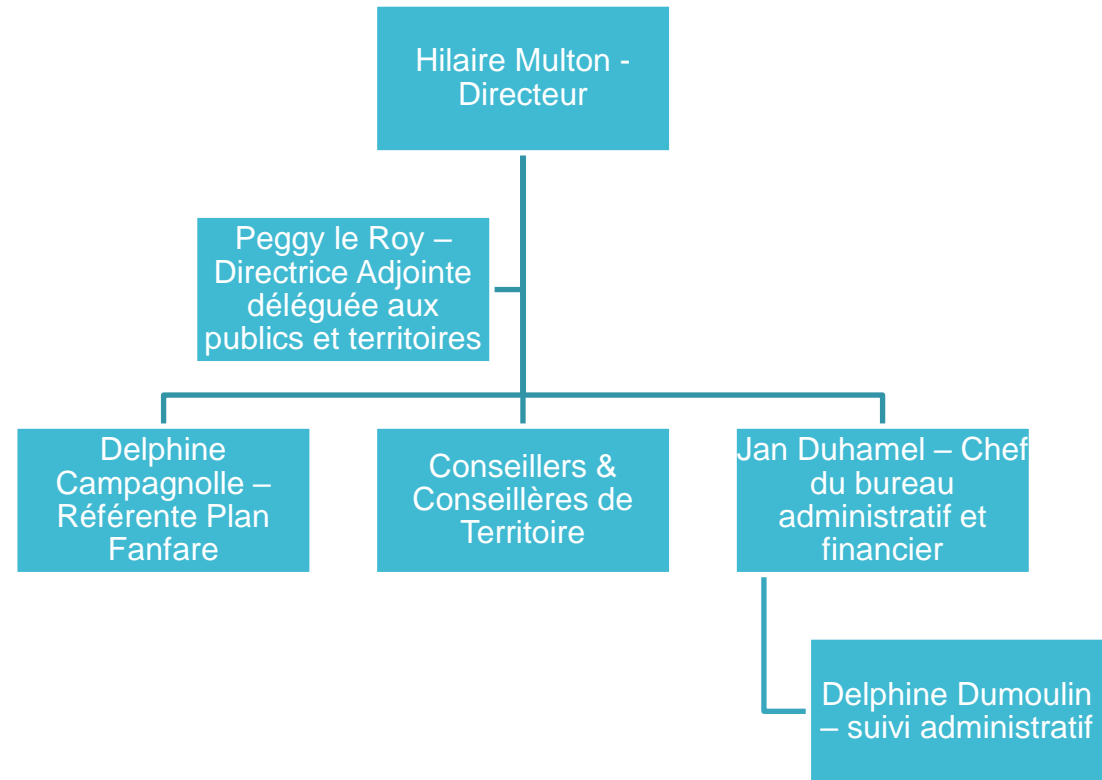 Hilaire Multon -
Directeur
Peggy le Roy –
Directrice Adjointe
déléguée aux
publics et territoires
Delphine
Campagnolle –
Référente Plan
Fanfare
Conseillers &
Conseillères de
Territoire
Jan Duhamel – Chef
du bureau
administratif et
financier
Delphine Dumoulin
– suivi administratif